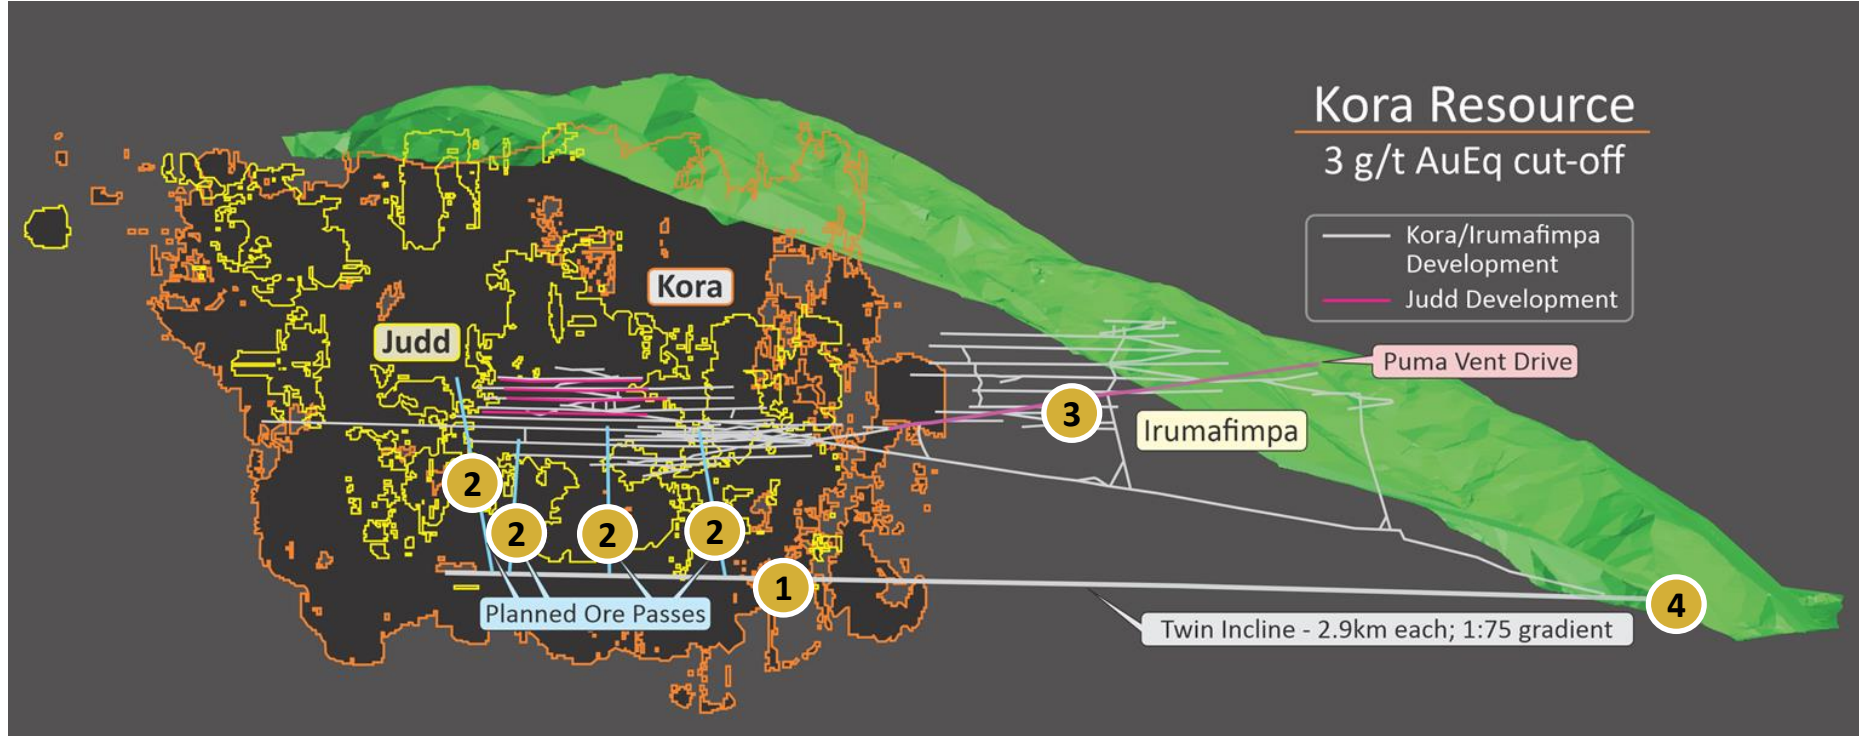 Kora Resource
3 g/t AuEq cut-off
Kora/Irumafimpa
Development
Judd Development
Kora
Judd
Puma Vent Drive
3
Irumafimpa
2
2
2
2
1
4
Planned Ore Passes
Twin Incline - 2.9km each; 1:75 gradient